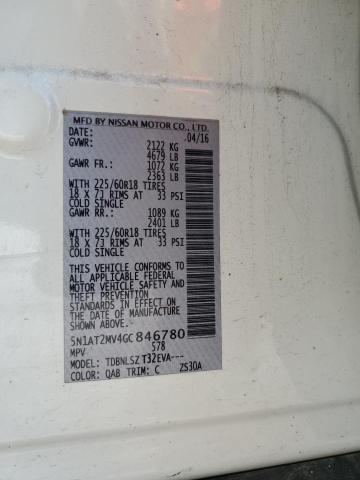 MFD BY NISSAN MOTOR CO., LTD.
DATE: .04/16
GVWR: 2122 KG
4679 LB
GAWR FR.: 1072 KG
2363 LB
WITH 225/60R18 TIRES
18 X 7J RIMS AT 33 PSI
COLD SINGLE
GAWR RR.: 1089 KG
2401 LB
WITH 225/60R18 TIRES
18 X 7J RIMS AT 33 PSI
COLD SINGLE
THIS VEHICLE CONFORMS TO
ALL APPLICABLE FEDERAL
MOTOR VEHICLE SAFETY AND
THEFT PREVENTION
STANDARDS IN EFFECT ON
THE DATE OF MANUFACTURE
SHOWN ABOVE.
5N1AT2MV4GC846780
MPV 578
MODEL: TDBNLSZ T32EVA---
COLOR: QAB TRIM: C ZS30A